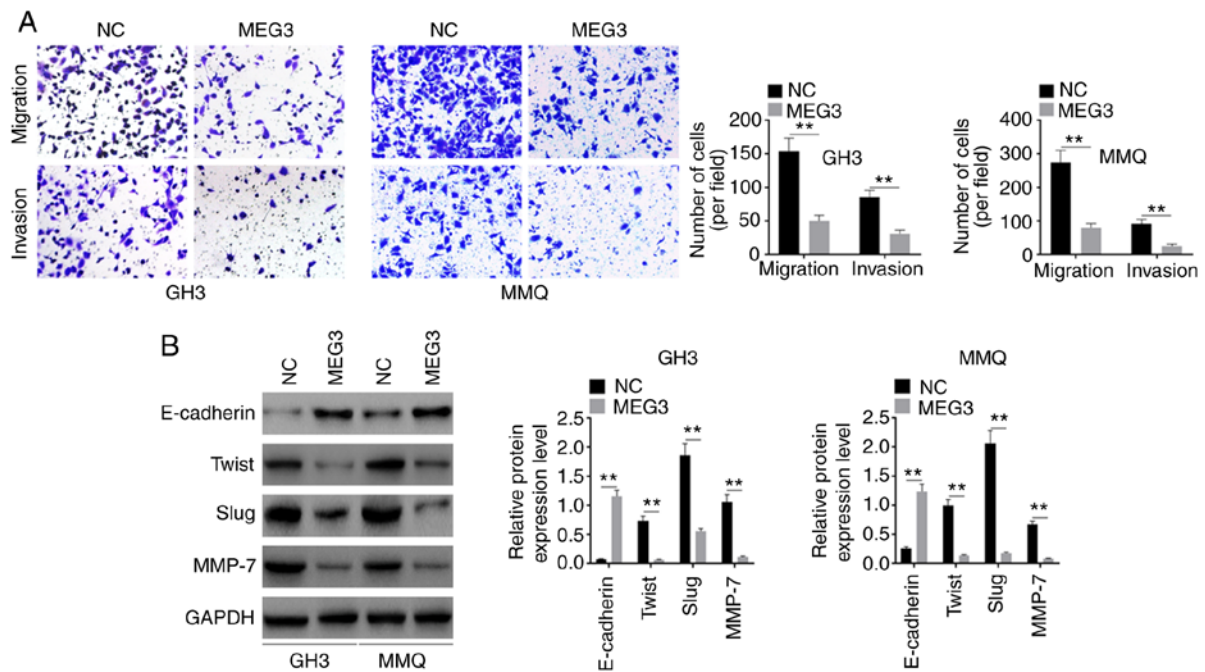 A
NC MEG3 NC MEG3
Migration
Invasion
GH3 MMQ
NC
MEG3
Number of cells
(per field)
200
150
100
50
0
GH3
**
**
Migration Invasion
NC
MEG3
Number of cells
(per field)
400
300
200
100
0
MMQ
**
**
Migration Invasion
B
NC MEG3 NC MEG3
E-cadherin
Twist
Slug
MMP-7
GAPDH
GH3 MMQ
GH3
NC
MEG3
Relative protein
expression level
2.5
2.0
1.5
1.0
0.5
0.0
**
**
**
**
E-cadherin
Twist
Slug
MMP-7
MMQ
NC
MEG3
Relative protein
expression level
2.5
2.0
1.5
1.0
0.5
0.0
**
**
**
**
E-cadherin
Twist
Slug
MMP-7